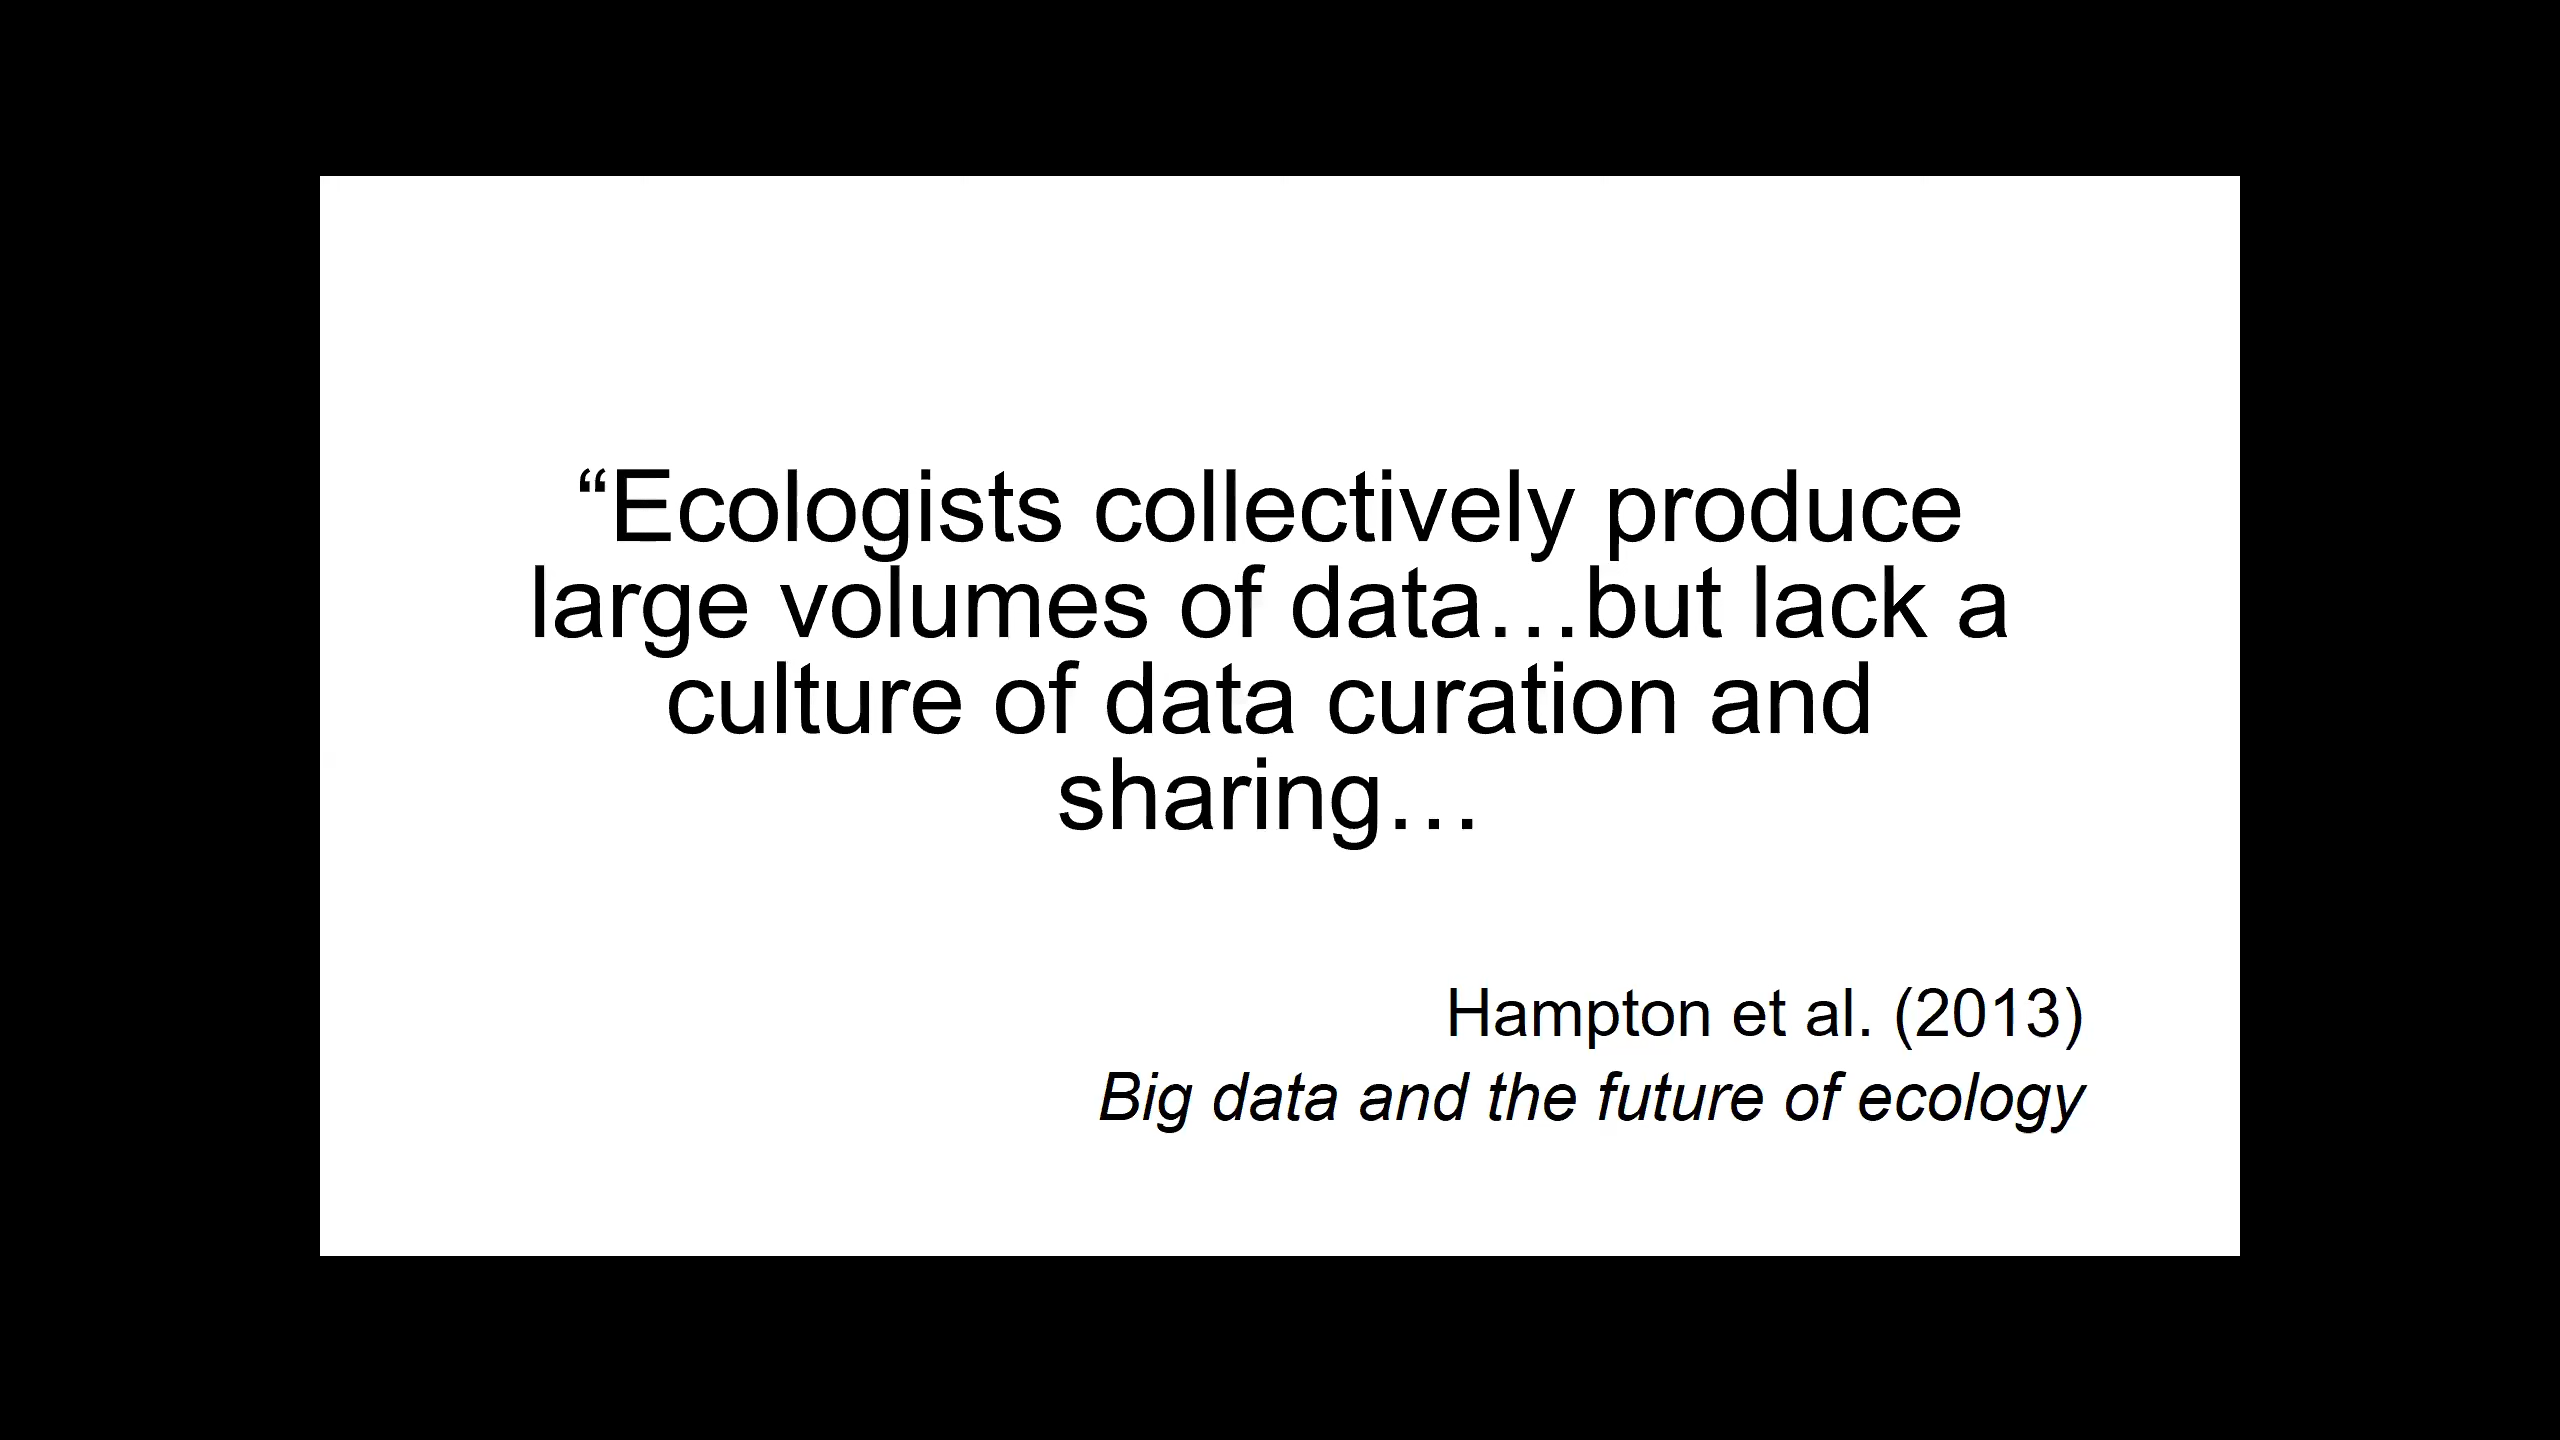 “Ecologists collectively produce
large volumes of data…but lack a
culture of data curation and
sharing…
Hampton et al. (2013)
Big data and the future of ecology